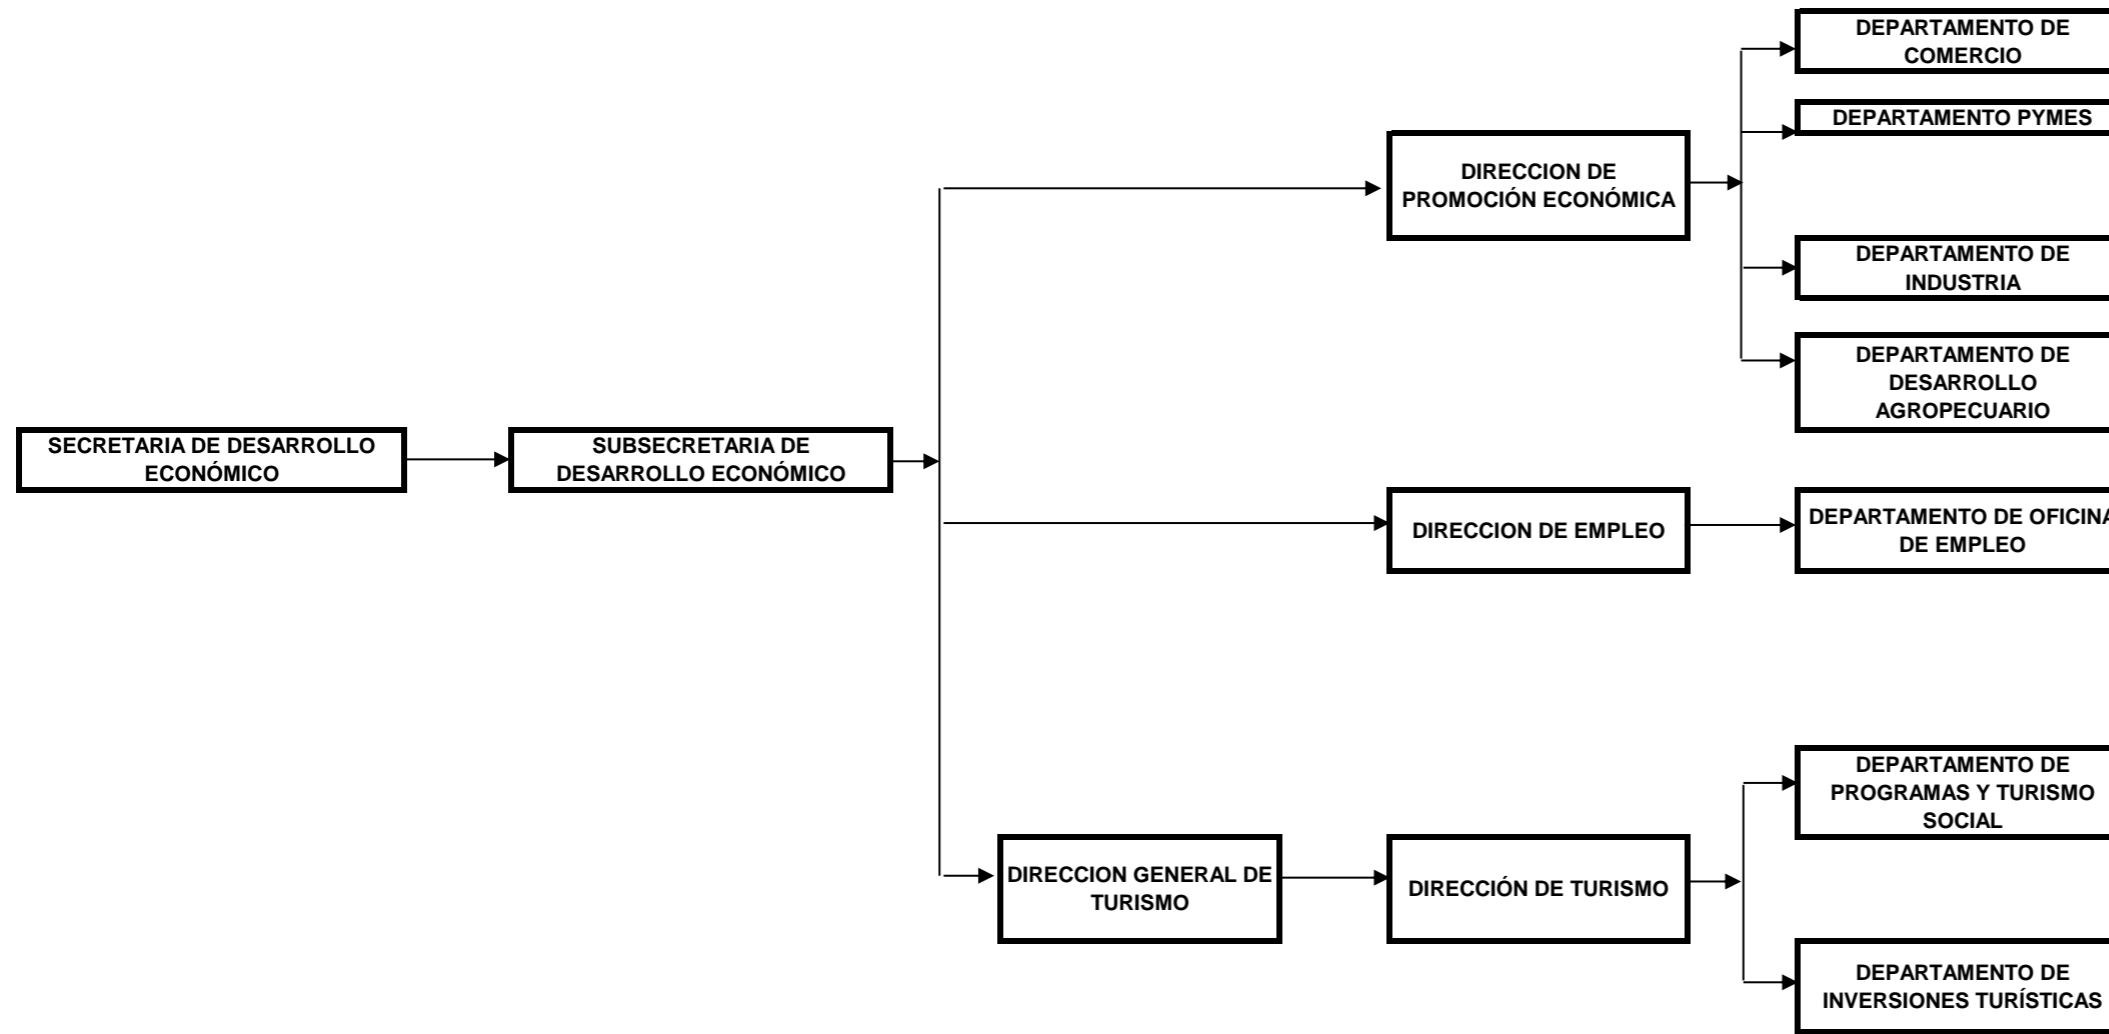 DEPARTAMENTO DE
COMERCIO
DEPARTAMENTO PYMES
DIRECCION DE
PROMOCIÓN ECONÓMICA
DEPARTAMENTO DE
INDUSTRIA
DEPARTAMENTO DE
DESARROLLO
AGROPECUARIO
SECRETARIA DE DESARROLLO
ECONÓMICO
SUBSECRETARIA DE
DESARROLLO ECONÓMICO
DIRECCION DE EMPLEO
DEPARTAMENTO DE OFICINA
DE EMPLEO
DEPARTAMENTO DE
PROGRAMAS Y TURISMO
SOCIAL
DIRECCION GENERAL DE
TURISMO
DIRECCIÓN DE TURISMO
DEPARTAMENTO DE
INVERSIONES TURÍSTICAS